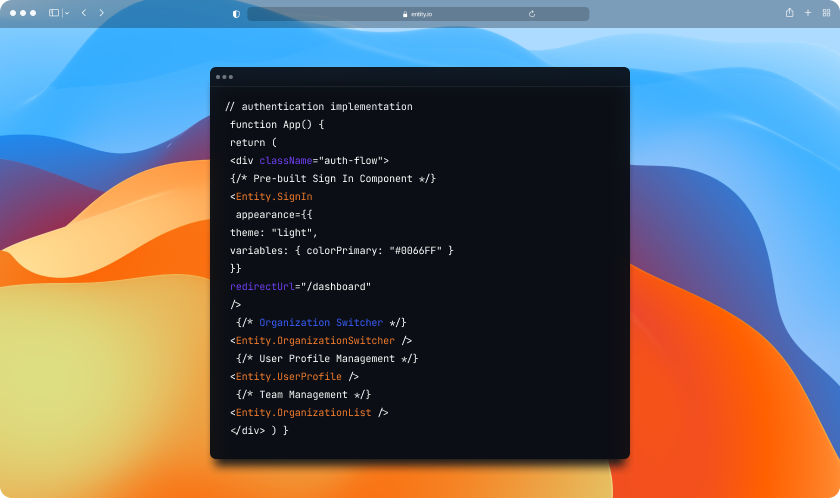 entity.io
// authentication implementation
function App() {
return (
<div className="auth-flow">
{/* Pre-built Sign In Component */}
<Entity.SignIn
appearance={{
theme: "light",
variables: { colorPrimary: "#0066FF" }
}}
redirectUrl="/dashboard"
/>
{/* Organization Switcher */}
<Entity.OrganizationSwitcher />
{/* User Profile Management */}
<Entity.UserProfile />
{/* Team Management */}
<Entity.OrganizationList />
</div> ) }